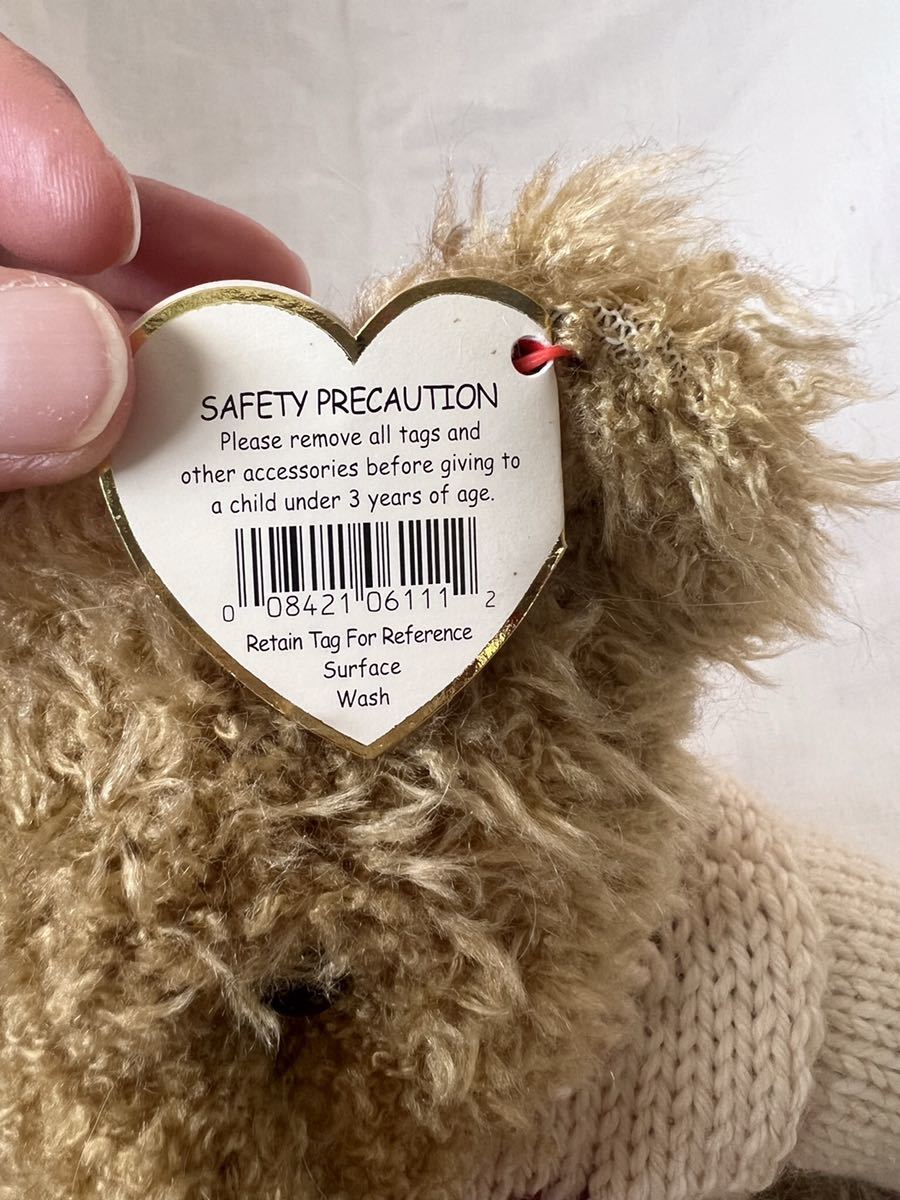 SAFETY PRECAUTION
Please remove all tags and
other accessories before giving to
a child under 3 years of age.
0 08421 06111 2
Retain Tag For Reference
Surface
Wash